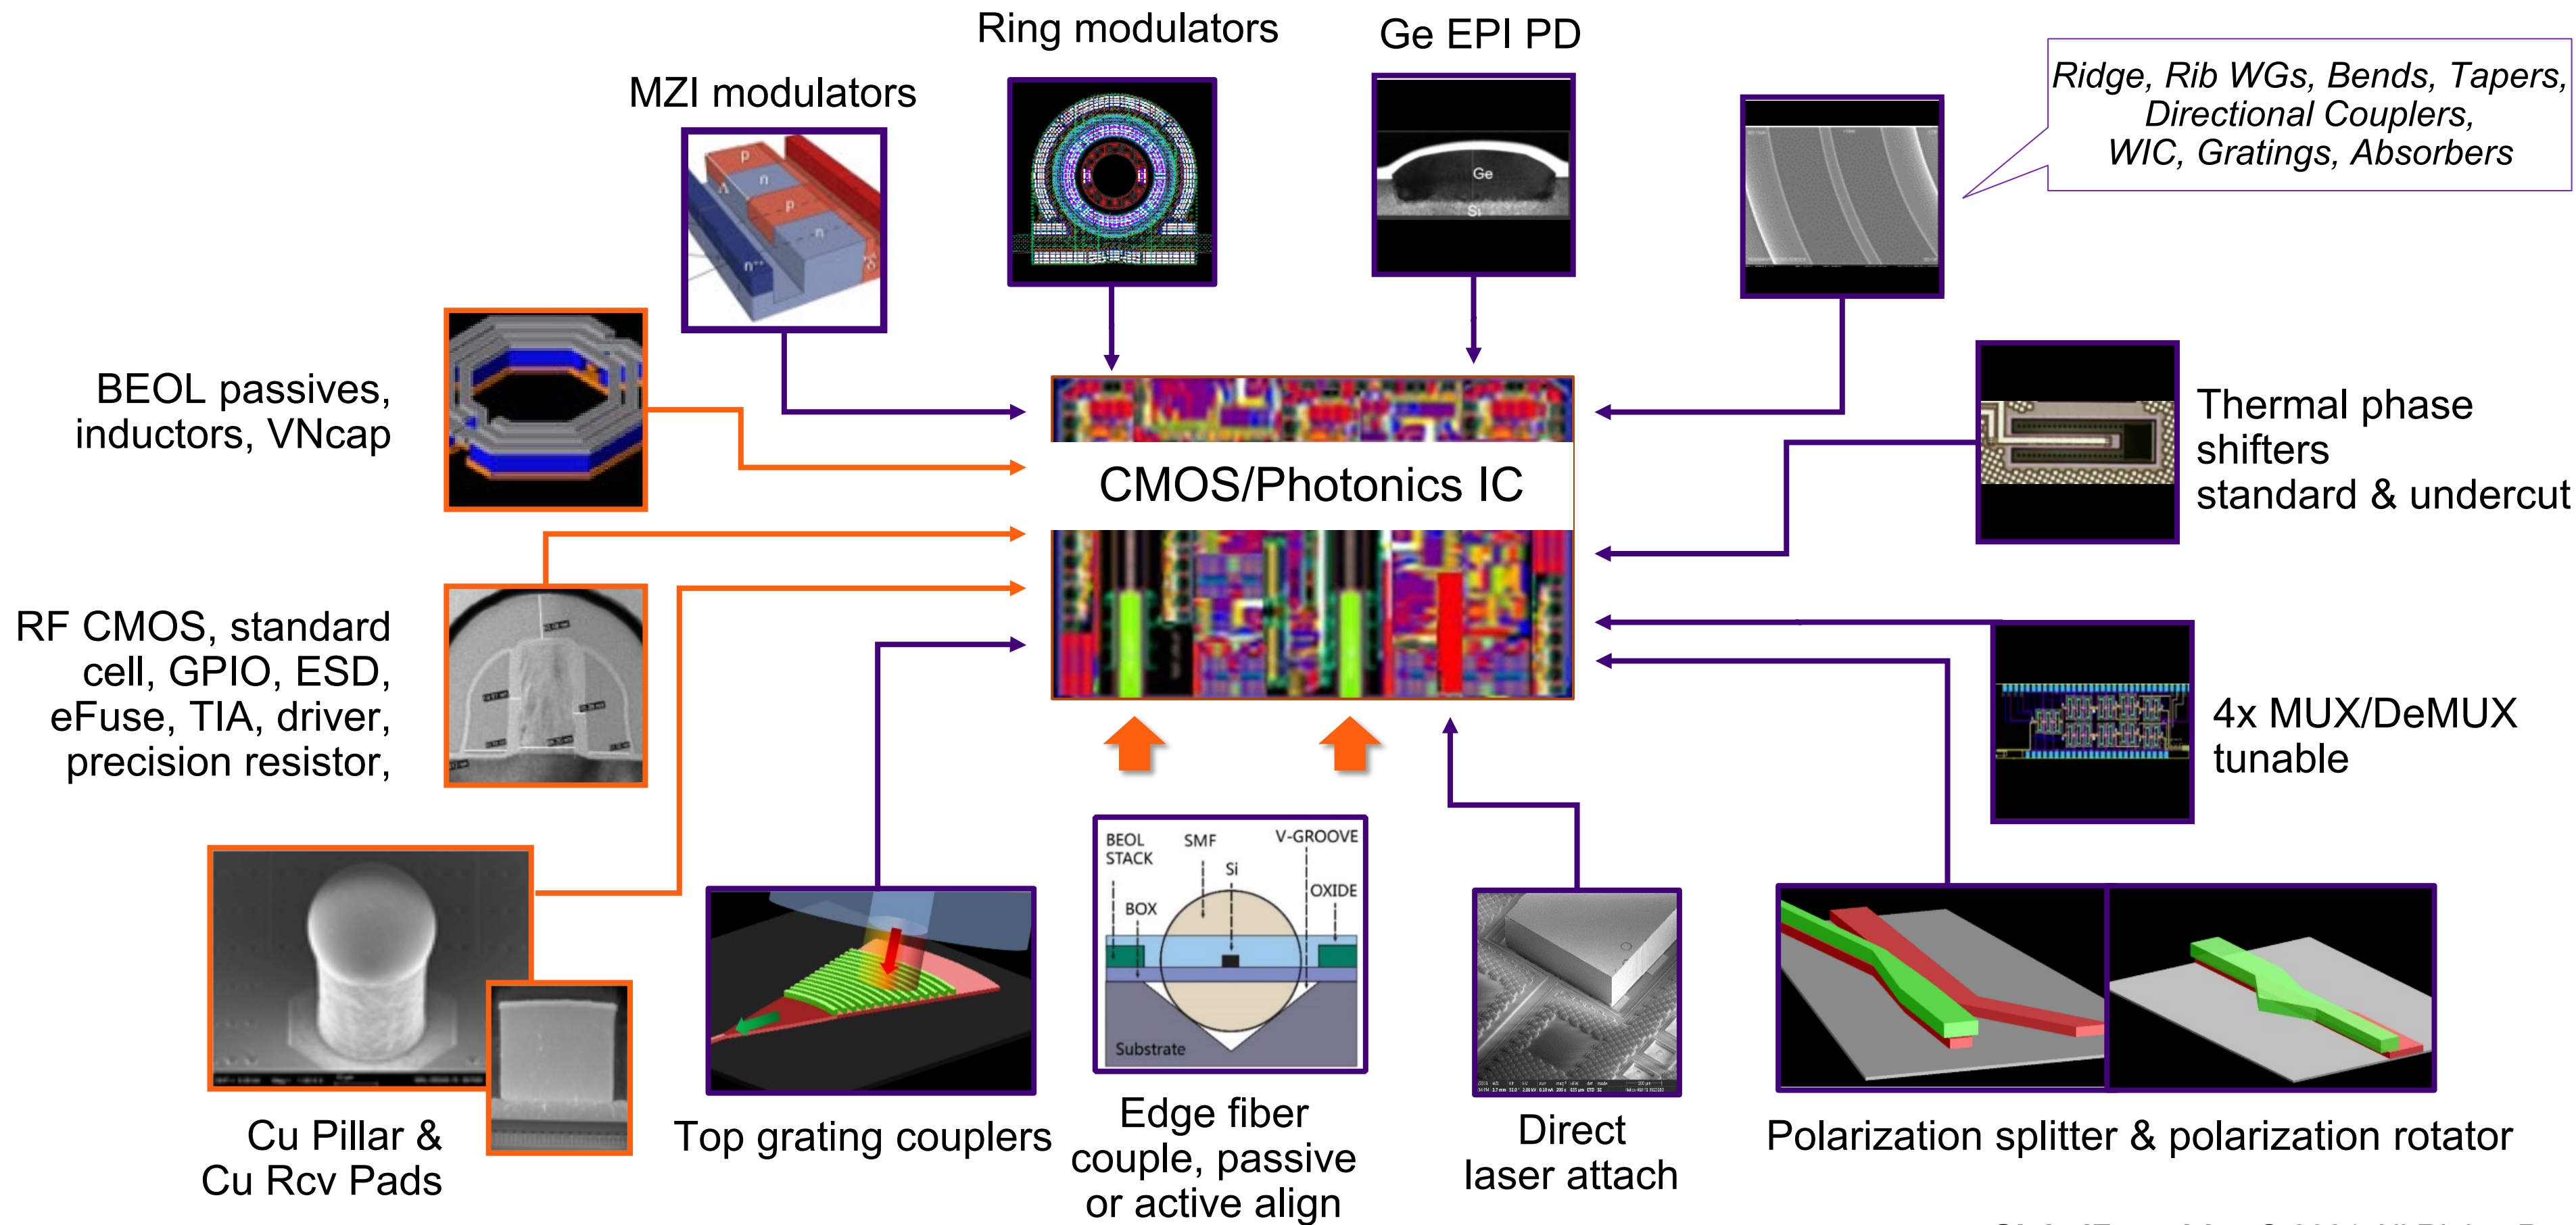 Ring modulators
Ge EPI PD
MZI modulators
Ridge, Rib WGs, Bends, Tapers,
Directional Couplers,
WIC, Gratings, Absorbers
p
n
p
n
n++
Λ
Ge
Si
BEOL passives,
inductors, VNcap
Thermal phase
shifters
standard & undercut
CMOS/Photonics IC
RF CMOS, standard
cell, GPIO, ESD,
eFuse, TIA, driver,
precision resistor,
4x MUX/DeMUX
tunable
BEOL
STACK
SMF
V-GROOVE
Si
OXIDE
BOX
Substrate
Cu Pillar &
Cu Rcv Pads
Top grating couplers
Edge fiber
couple, passive
or active align
Direct
laser attach
Polarization splitter & polarization rotator